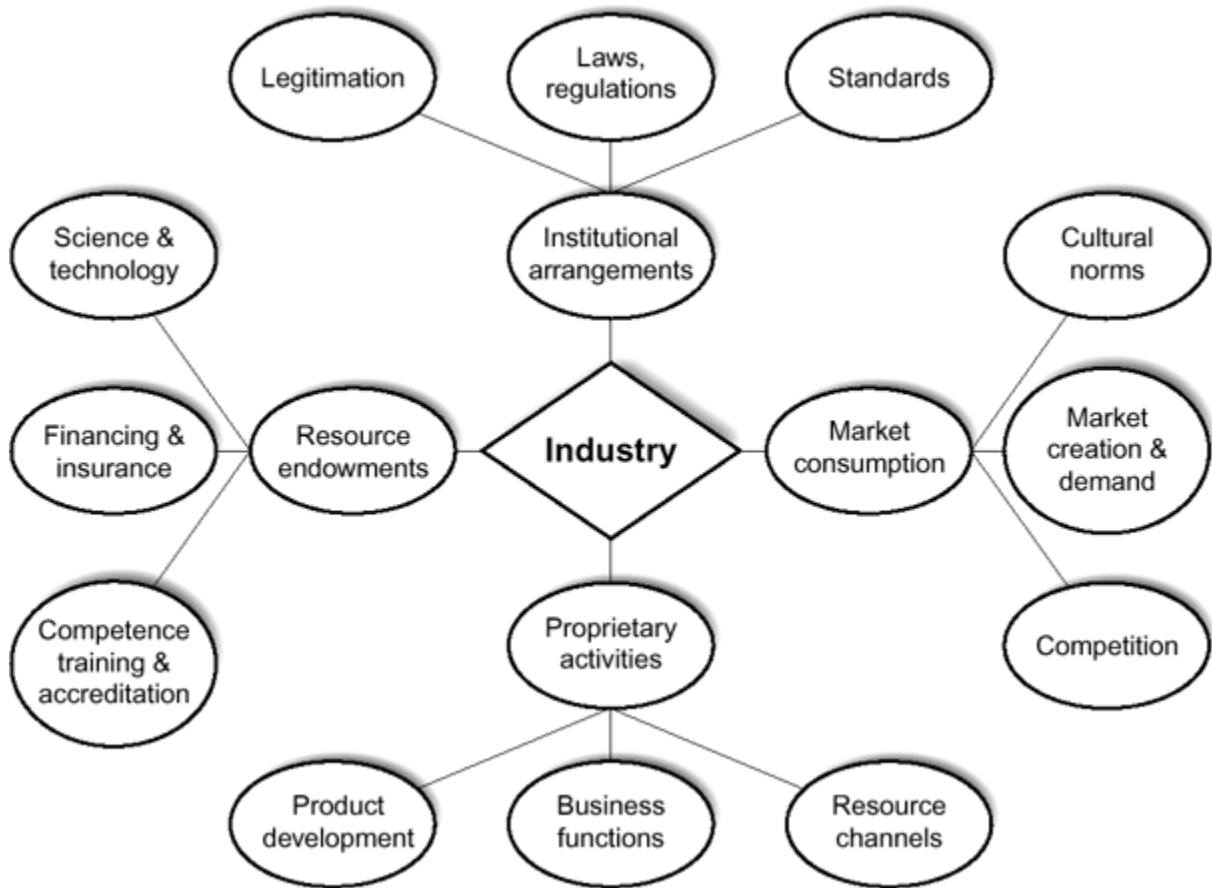 Legitimation
Laws,
regulations
Standards
Science &
technology
Institutional
arrangements
Cultural
norms
Financing &
insurance
Resource
endowments
Industry
Market
consumption
Market
creation &
demand
Competence
training &
accreditation
Proprietary
activities
Competition
Product
development
Business
functions
Resource
channels